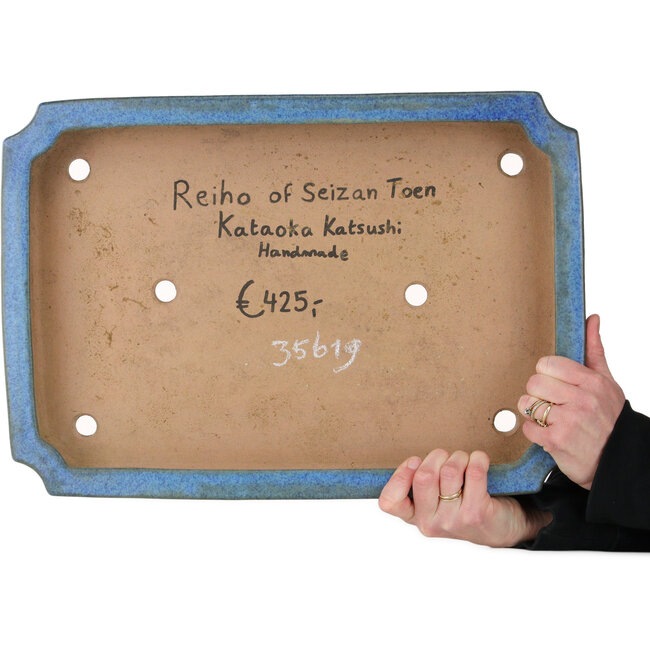 Reiho of Seizan Toen
Kataoka Katsushi
Handmade
€425,-
35619